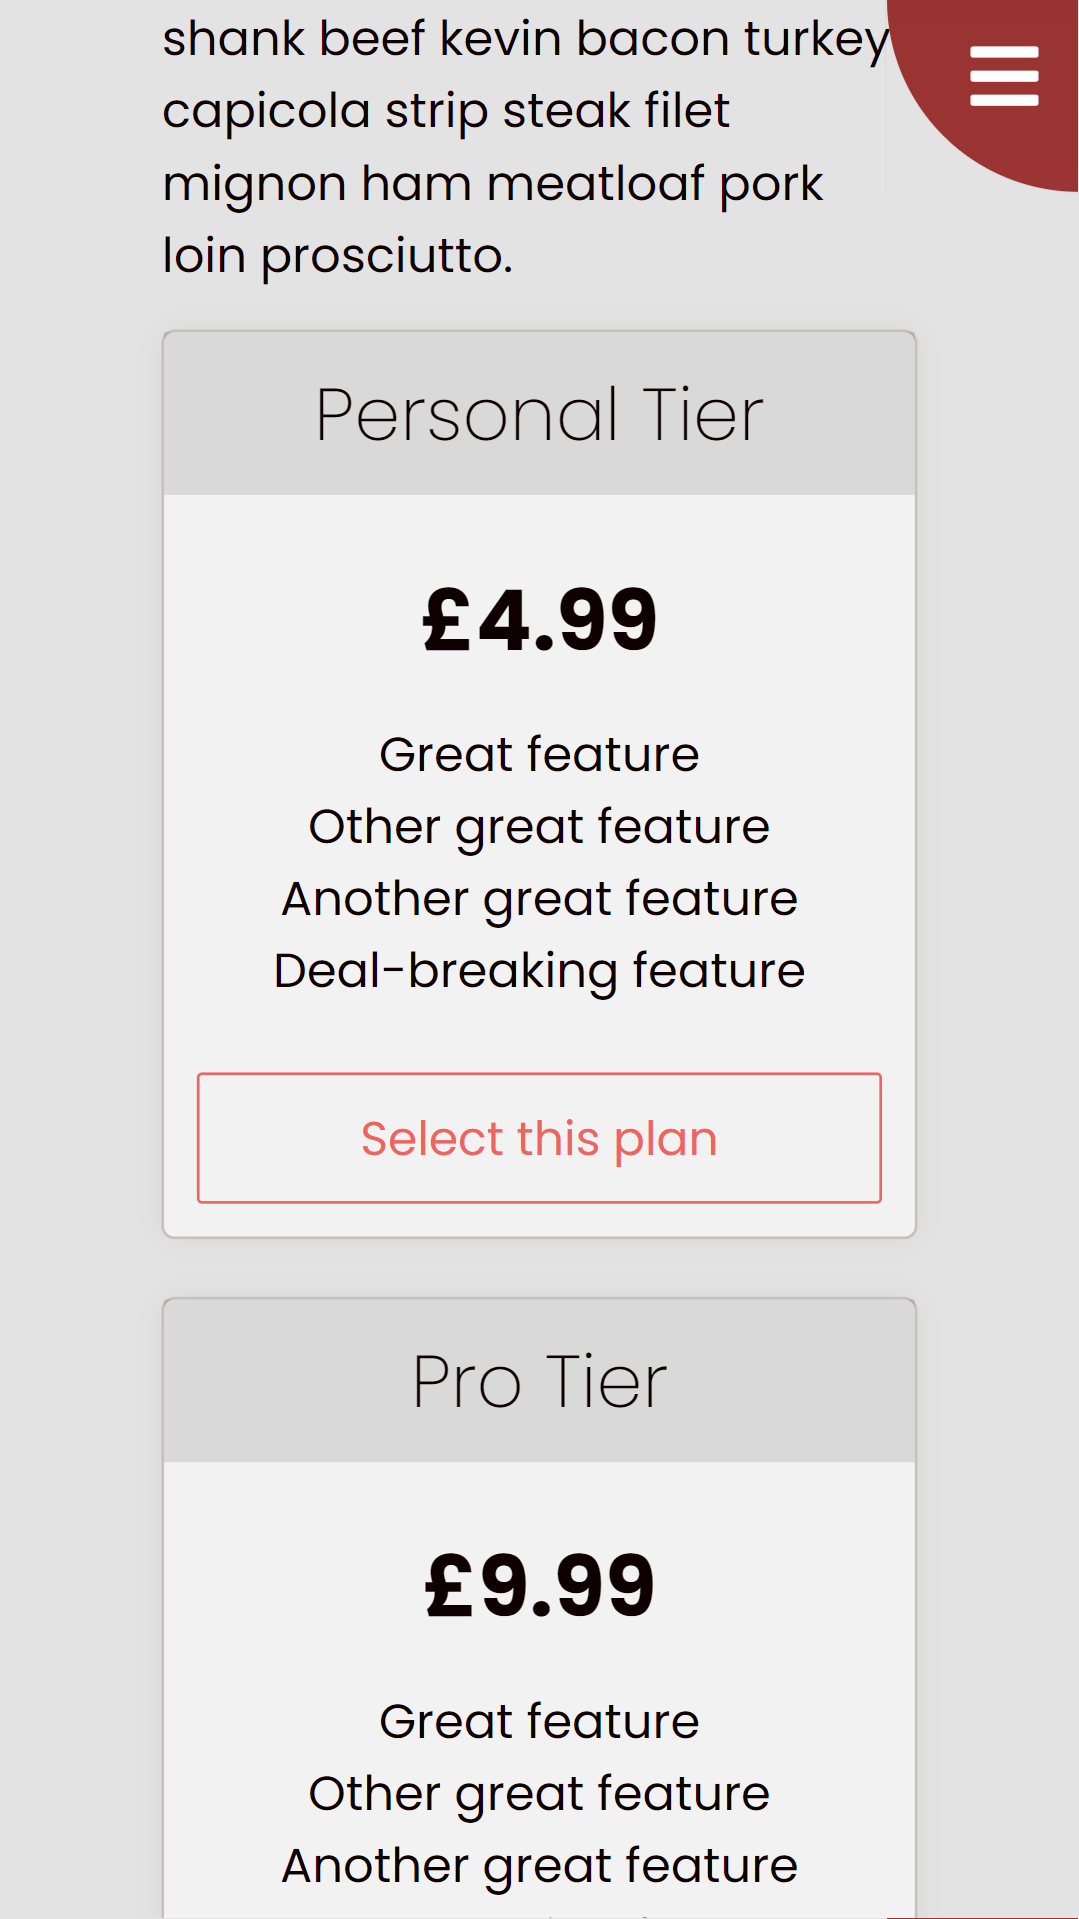 shank beef kevin bacon turkey
capicola strip steak filet
mignon ham meatloaf pork
loin prosciutto.
Personal Tier
£4.99
Great feature
Other great feature
Another great feature
Deal-breaking feature
Select this plan
Pro Tier
£9.99
Great feature
Other great feature
Another great feature